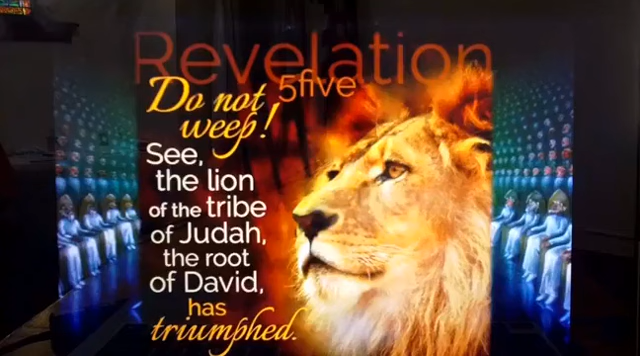 Revelation
5five
Do not
weep!
See,
the lion
of the tribe
of Judah,
the root
of David,
has
triumphed.